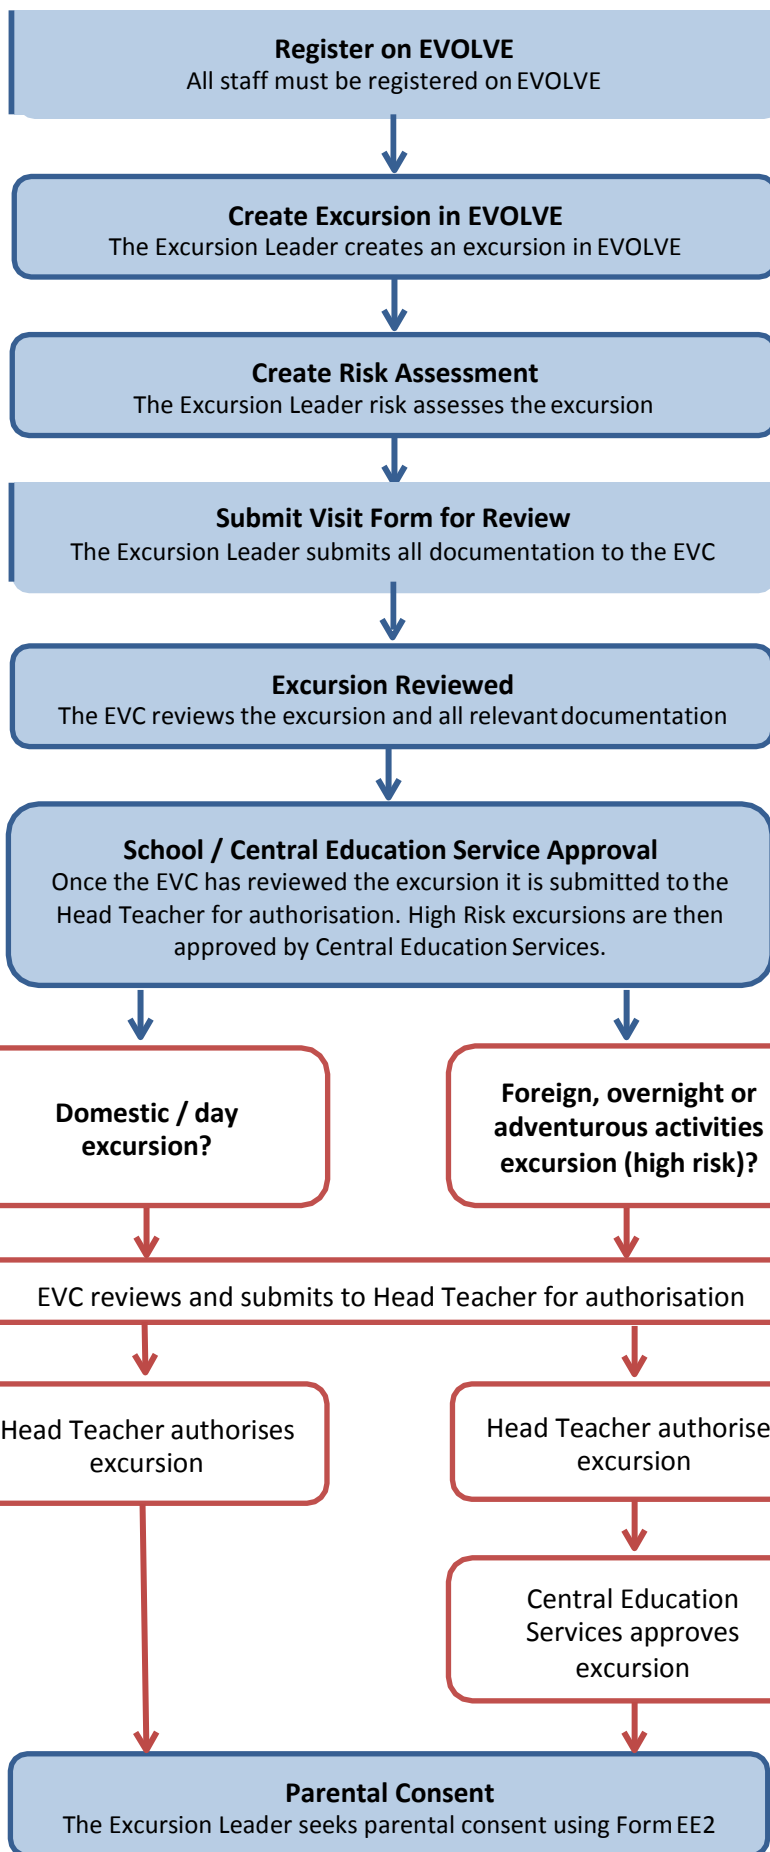 Register on EVOLVE
All staff must be registered on EVOLVE
Create Excursion in EVOLVE
The Excursion Leader creates an excursion in EVOLVE
Create Risk Assessment
The Excursion Leader risk assesses the excursion
Submit Visit Form for Review
The Excursion Leader submits all documentation to the EVC
Excursion Reviewed
The EVC reviews the excursion and all relevant documentation
School / Central Education Service Approval
Once the EVC has reviewed the excursion it is submitted to the
Head Teacher for authorisation. High Risk excursions are then
approved by Central Education Services.
Domestic / day
excursion?
Foreign, overnight or
adventurous activities
excursion (high risk)?
EVC reviews and submits to Head Teacher for authorisation
Head Teacher authorises
excursion
Head Teacher authorise
excursion
Central Education
Services approves
excursion
Parental Consent
The Excursion Leader seeks parental consent using Form EE2